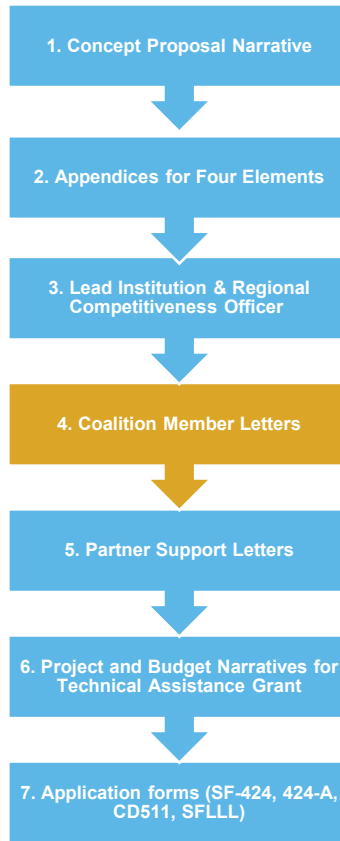 1. Concept Proposal Narrative
2. Appendices for Four Elements
3. Lead Institution & Regional
Competitiveness Officer
4. Coalition Member Letters
5. Partner Support Letters
6. Project and Budget Narratives for
Technical Assistance Grant
7. Application forms (SF-424, 424-A,
CD511, SFLLL)